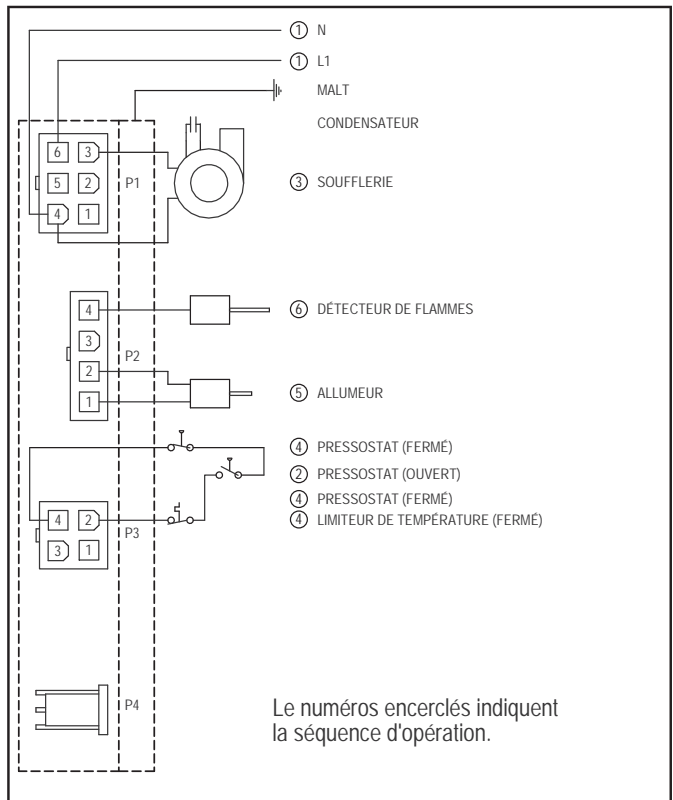 ① N
① L1
MALT
CONDENSATEUR
6 3
5 2 P1
③ SOUFFLERIE
4 1
4
⑥ DÉTECTEUR DE FLAMMES
3
P2
2
1
⑤ ALLUMEUR
④ PRESSOSTAT (FERMÉ)
② PRESSOSTAT (OUVERT)
④ PRESSOSTAT (FERMÉ)
④ LIMITEUR DE TEMPÉRATURE (FERMÉ)
4 2
P3
3 1
P4
Le numéros encerclés indiquent
la séquence d'opération.